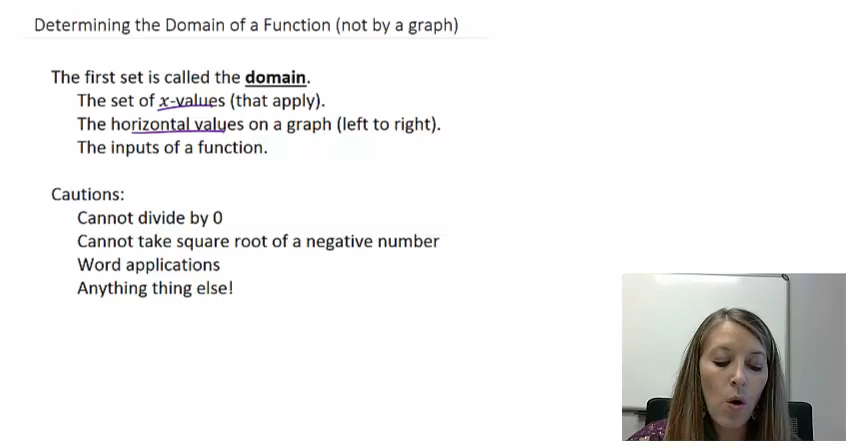 Determining the Domain of a Function (not by a graph)
The first set is called the domain.
The set of x-values (that apply).
The horizontal values on a graph (left to right).
The inputs of a function.
Cautions:
Cannot divide by 0
Cannot take square root of a negative number
Word applications
Anything thing else!